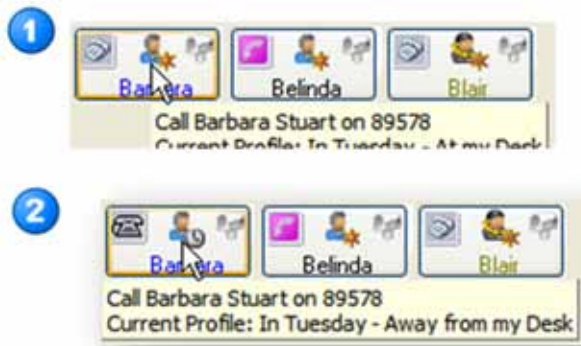 1
Barbara Belinda Blair
Call Barbara Stuart on 89578
Current Profile: In Tuesday - At my Desk
2
Barbara Belinda Blair
Call Barbara Stuart on 89578
Current Profile: In Tuesday - Away from my Desk